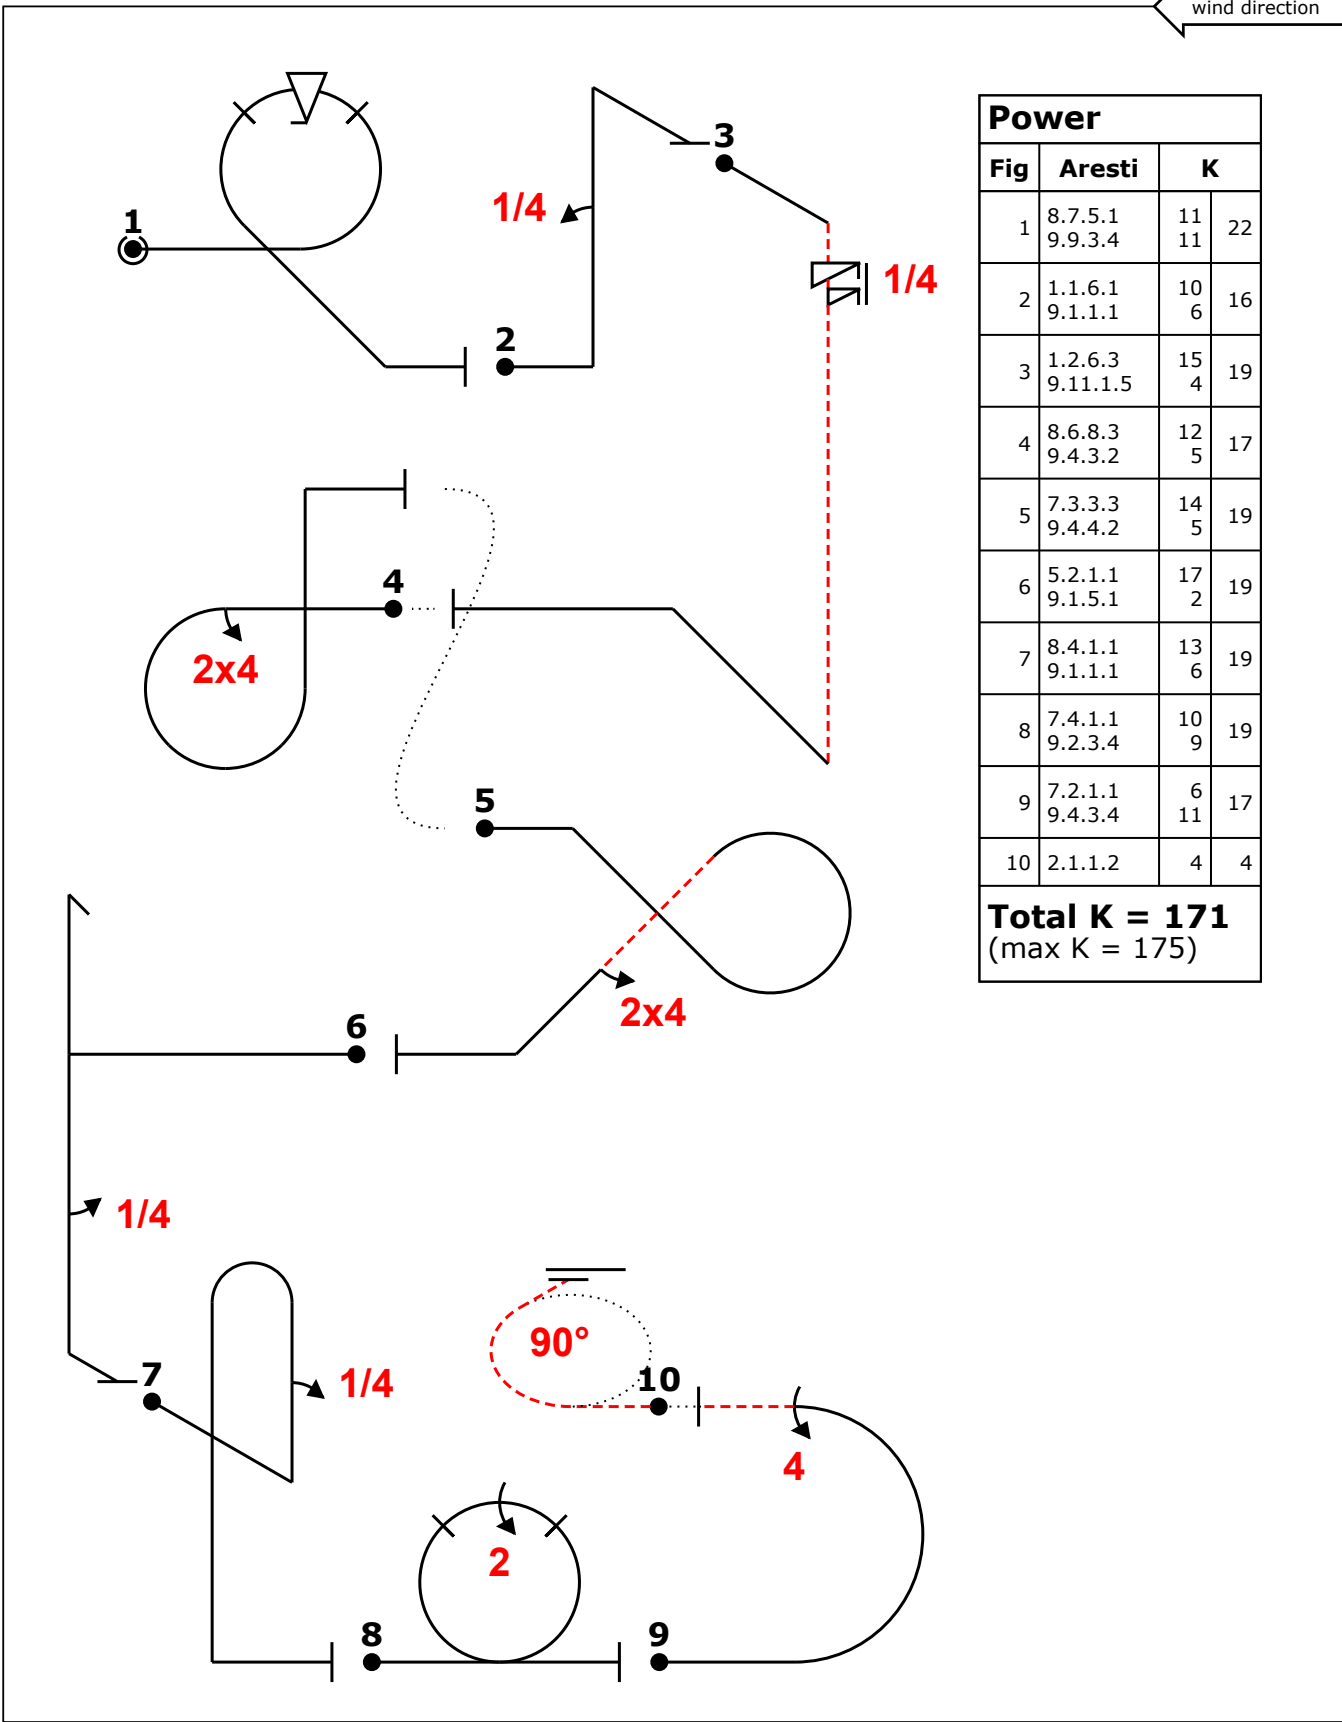 wind direction
1
1/4
3
1/4
2
4
2x4
5
2x4
6
1/4
7
1/4
90°
10
4
2
8
9
Power
Fig Aresti K
1 8.7.5.1 11 22
9.9.3.4 11
2 1.1.6.1 10 16
9.1.1.1 6
3 1.2.6.3 15 19
9.11.1.5 4
4 8.6.8.3 12 17
9.4.3.2 5
5 7.3.3.3 14 19
9.4.4.2 5
6 5.2.1.1 17 19
9.1.5.1 2
7 8.4.1.1 13 19
9.1.1.1 6
8 7.4.1.1 10 19
9.2.3.4 9
9 7.2.1.1 6 17
9.4.3.4 11
10 2.1.1.2 4 4
Total K = 171
(max K = 175)